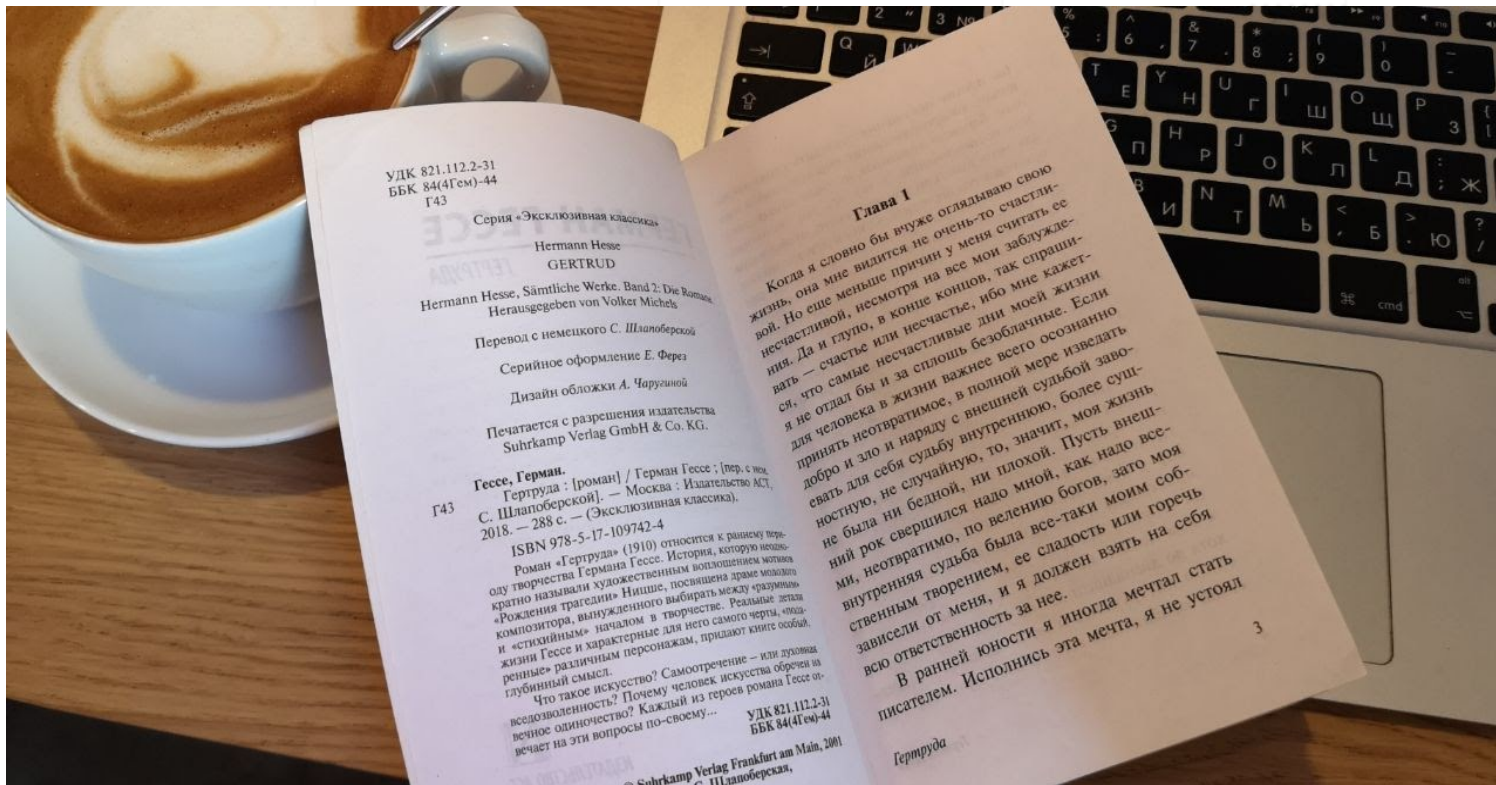 УДК 821.112.2-31
ББК 84(4Гем)-44
Г43
Серия «Эксклюзивная классика»
Hermann Hesse
GERTRUD
Hermann Hesse, Sämtliche Werke. Band 2: Die Romane.
Herausgegeben von Volker Michels
Перевод с немецкого С. Шлапоберской
Серийное оформление Е. Ферез
Дизайн обложки А. Чаругиной
Печатается с разрешения издательства
Suhrkamp Verlag GmbH & Co. KG.
Гессе, Герман.
Г43 Гертруда : [роман] / Герман Гессе ; [пер. с нем.
С. Шлапоберской]. — Москва : Издательство АСТ,
2018. — 288 с. — (Эксклюзивная классика).
ISBN 978-5-17-109742-4
Роман «Гертруда» (1910) относится к раннему пери-
оду творчества Германа Гессе. История, которую неодно-
кратно называли художественным воплощением мотивов
«Рождения трагедии» Ницше, посвящена драме молодого
композитора, вынужденного выбирать между «разумным»
и «стихийным» началом в творчестве. Реальные детали
жизни Гессе и характерные для него самого черты, «пода-
ренные» различным персонажам, придают книге особый,
глубинный смысл.
Что такое искусство? Самоотречение – или духовная
вседозволенность? Почему человек искусства обречен на
вечное одиночество? Каждый из героев романа Гессе от-
вечает на эти вопросы по-своему...
УДК 821.112.2-31
ББК 84(4Гем)-44
© Suhrkamp Verlag Frankfurt am Main, 2001
С. Шлапоберская,
Глава 1
Когда я словно бы вчуже оглядываю свою
жизнь, она мне видится не очень-то счастли-
вой. Но еще меньше причин у меня считать ее
несчастливой, несмотря на все мои заблужде-
ния. Да и глупо, в конце концов, так спраши-
вать — счастье или несчастье, ибо мне кажет-
ся, что самые несчастливые дни моей жизни
я не отдал бы и за сплошь безоблачные. Если
для человека в жизни важнее всего осознанно
принять неотвратимое, в полной мере изведать
добро и зло и наряду с внешней судьбой заво-
евать для себя судьбу внутреннюю, более сущ-
ностную, не случайную, то, значит, моя жизнь
не была ни бедной, ни плохой. Пусть внеш-
ний рок свершился надо мной, как надо все-
ми, неотвратимо, по велению богов, зато моя
внутренняя судьба была все-таки моим соб-
ственным творением, ее сладость или горечь
зависели от меня, и я должен взять на себя
всю ответственность за нее.
В ранней юности я иногда мечтал стать
писателем. Исполнись эта мечта, я не устоял
3
Гертруда